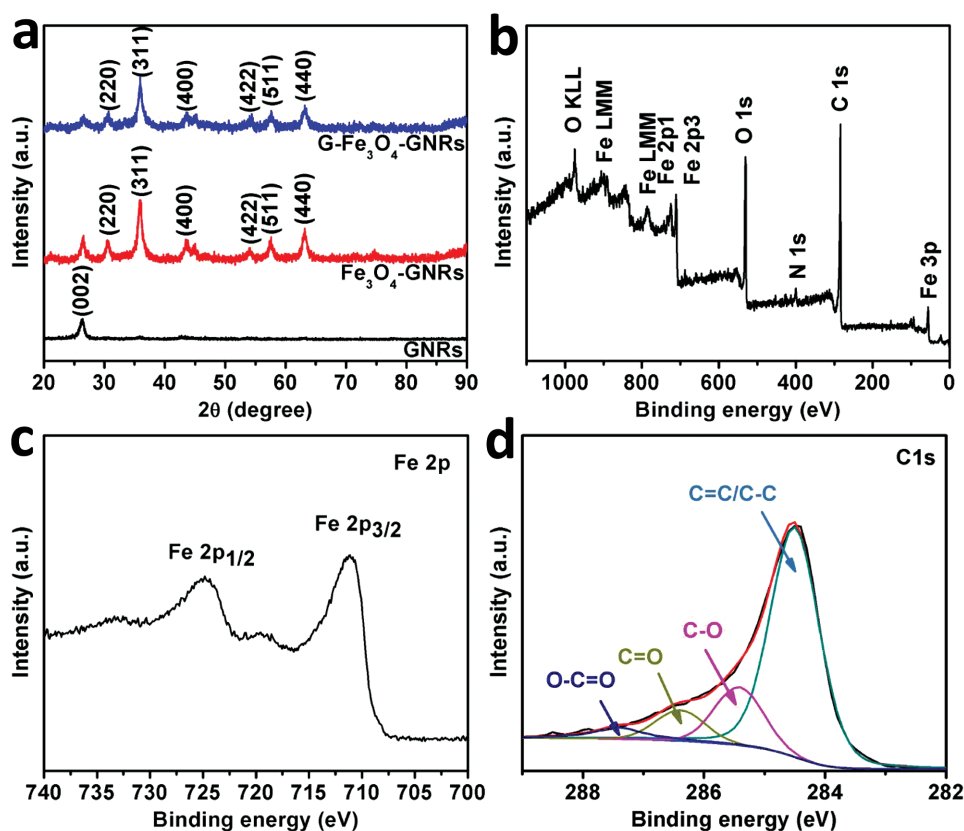 a
Intensity (a.u.)
(220)
(311)
(400)
(422)
(511)
(440)
G-Fe3O4-GNRs
(220)
(311)
(400)
(422)
(511)
(440)
Fe3O4-GNRs
(002)
GNRs
20 30 40 50 60 70 80 90
2θ (degree)
b
Intensity (a.u.)
O KLL
Fe LMM
Fe LMM
Fe 2p1
Fe 2p3
O 1s
N 1s
C 1s
Fe 3p
1000 800 600 400 200 0
Binding energy (eV)
c
Intensity (a.u.)
Fe 2p
Fe 2p1/2
Fe 2p3/2
740 735 730 725 720 715 710 705 700
Binding energy (eV)
d
Intensity (a.u.)
C1s
C=C/C-C
C-O
C=O
O-C=O
288 286 284 282
Binding energy (eV)